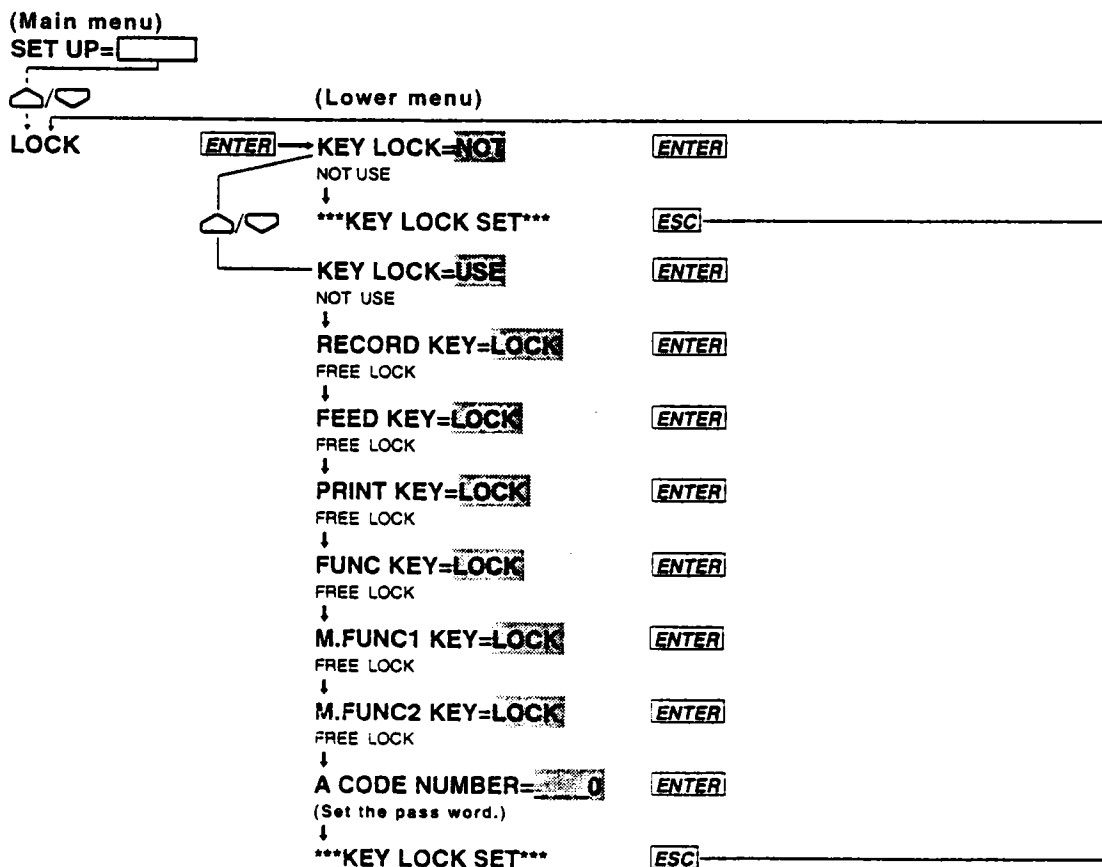 (Main menu)
SET UP=
/
(Lower menu)
LOCK ENTER KEY LOCK=NOT ENTER
NOT USE
/ ***KEY LOCK SET*** ESC
KEY LOCK=USE ENTER
NOT USE
RECORD KEY=LOCK ENTER
FREE LOCK
FEED KEY=LOCK ENTER
FREE LOCK
PRINT KEY=LOCK ENTER
FREE LOCK
FUNC KEY=LOCK ENTER
FREE LOCK
M.FUNC1 KEY=LOCK ENTER
FREE LOCK
M.FUNC2 KEY=LOCK ENTER
FREE LOCK
A CODE NUMBER=____0 ENTER
(Set the pass word.)
***KEY LOCK SET*** ESC